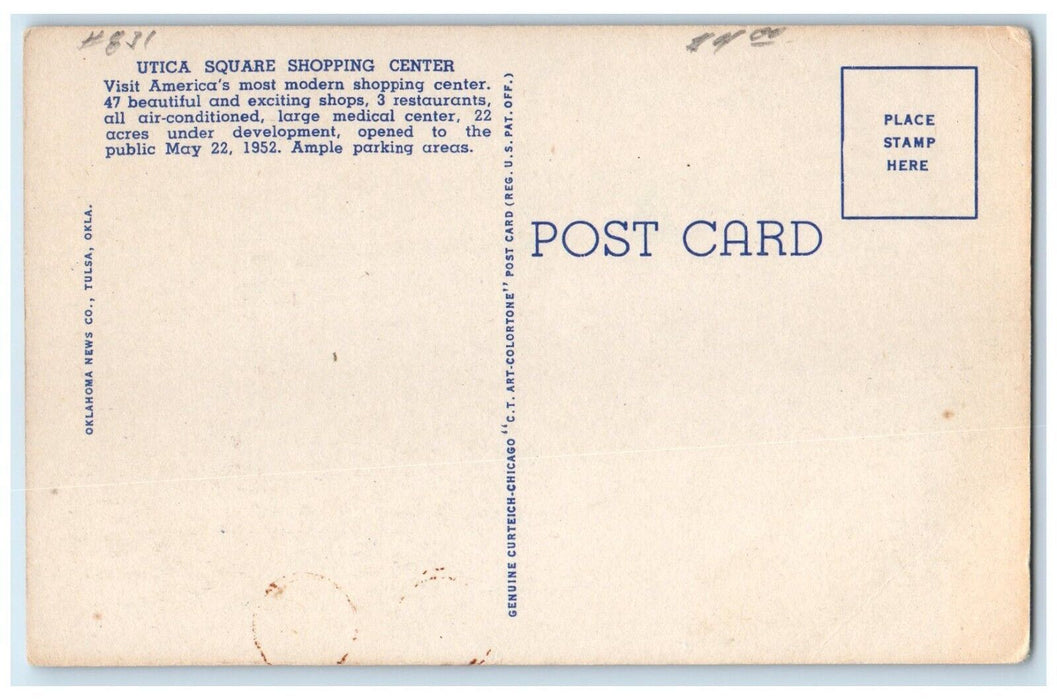 #831
$4.00
UTICA SQUARE SHOPPING CENTER
Visit America's most modern shopping center.
47 beautiful and exciting shops, 3 restaurants,
all air-conditioned, large medical center, 22
acres under development, opened to the
public May 22, 1952. Ample parking areas.
OKLAHOMA NEWS CO., TULSA, OKLA.
GENUINE CURTEICH-CHICAGO "C.T. ART-COLORTONE" POST CARD (REG. U.S. PAT. OFF.)
POST CARD
PLACE
STAMP
HERE